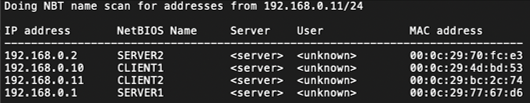 Doing NBT name scan for addresses from 192.168.0.11/24
IP address NetBIOS Name Server User MAC address
------------------------------------------------------------------------------
192.168.0.2 SERVER2 <server> <unknown> 00:0c:29:70:fc:e3
192.168.0.10 CLIENT1 <server> <unknown> 00:0c:29:4d:bd:53
192.168.0.11 CLIENT2 <server> <unknown> 00:0c:29:bc:2c:74
192.168.0.1 SERVER1 <server> <unknown> 00:0c:29:77:67:d6